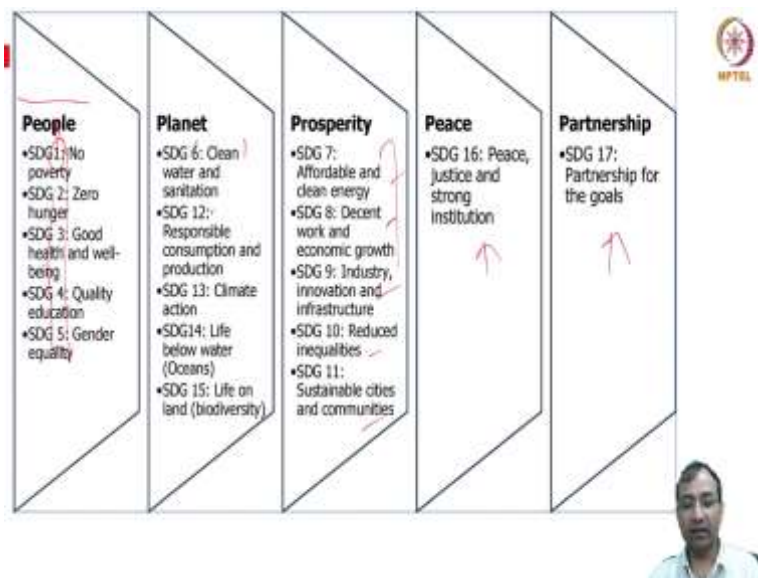 NPTEL
People
•SDG1: No
poverty
•SDG 2: Zero
hunger
•SDG 3: Good
health and well-
being
•SDG 4: Quality
education
•SDG 5: Gender
equality
Planet
•SDG 6: Clean
water and
sanitation
•SDG 12:
Responsible
consumption and
production
•SDG 13: Climate
action
•SDG14: Life
below water
(Oceans)
•SDG 15: Life on
land (biodiversity)
Prosperity
•SDG 7:
Affordable and
clean energy
•SDG 8: Decent
work and
economic growth
•SDG 9: Industry,
innovation and
infrastructure
•SDG 10: Reduced
inequalities
•SDG 11:
Sustainable cities
and communities
Peace
•SDG 16: Peace,
justice and
strong
institution
Partnership
•SDG 17:
Partnership for
the goals